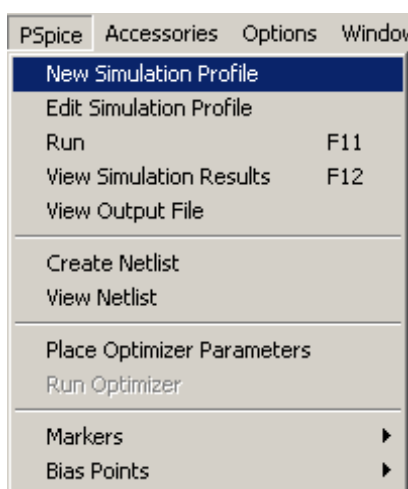 PSpice Accessories Options Window
New Simulation Profile
Edit Simulation Profile
Run F11
View Simulation Results F12
View Output File
Create Netlist
View Netlist
Place Optimizer Parameters
Run Optimizer
Markers
Bias Points